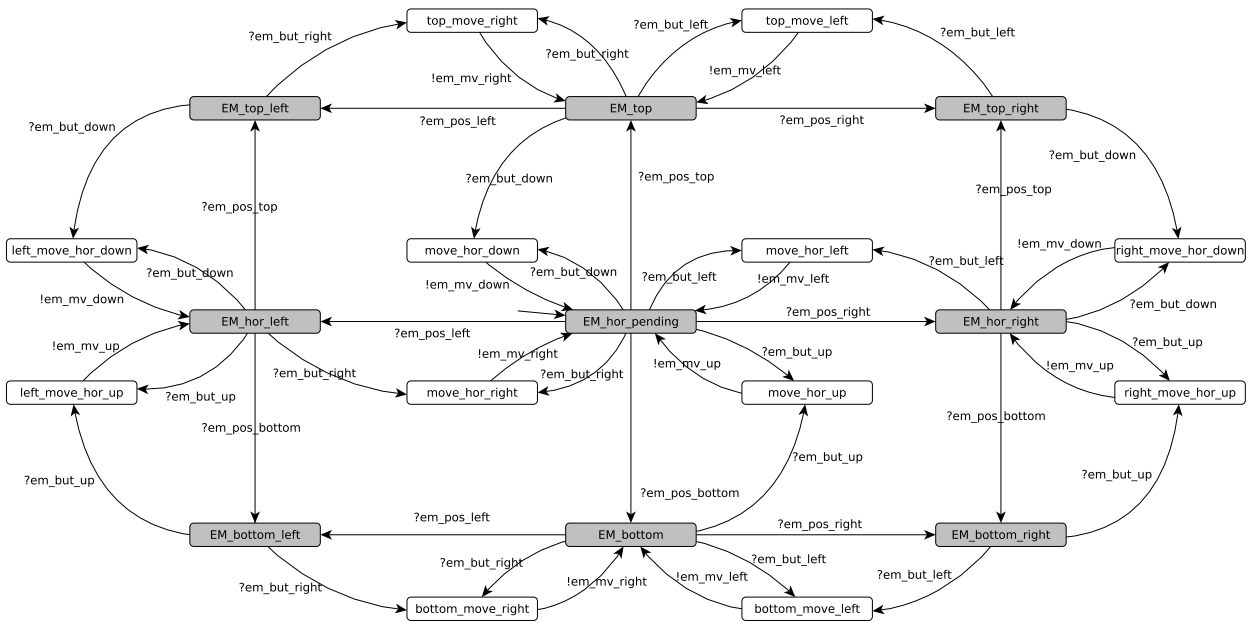 top_move_right
top_move_left
?em_but_left
?em_but_left
?em_but_right
?em_but_right
!em_mv_left
!em_mv_right
EM_top_left
EM_top
EM_top_right
?em_pos_left
?em_pos_right
?em_but_down
?em_but_down
?em_pos_top
?em_but_down
?em_pos_top
?em_pos_top
left_move_hor_down
move_hor_down
move_hor_left
!em_mv_down
right_move_hor_down
?em_but_left
?em_but_down
?em_but_down
?em_but_left
!em_mv_left
!em_mv_down
!em_mv_down
?em_but_down
?em_pos_right
EM_hor_left
EM_hor_pending
EM_hor_right
?em_pos_left
?em_but_up
!em_mv_up
!em_mv_right
?em_but_up
!em_mv_up
!em_mv_up
?em_but_right
?em_but_right
left_move_hor_up
?em_but_up
move_hor_right
move_hor_up
right_move_hor_up
?em_pos_bottom
?em_pos_bottom
?em_but_up
?em_but_up
?em_but_up
?em_pos_bottom
?em_pos_left
?em_pos_right
EM_bottom_left
EM_bottom
EM_bottom_right
?em_but_right
?em_but_left
?em_but_left
!em_mv_right
!em_mv_left
?em_but_right
bottom_move_right
bottom_move_left